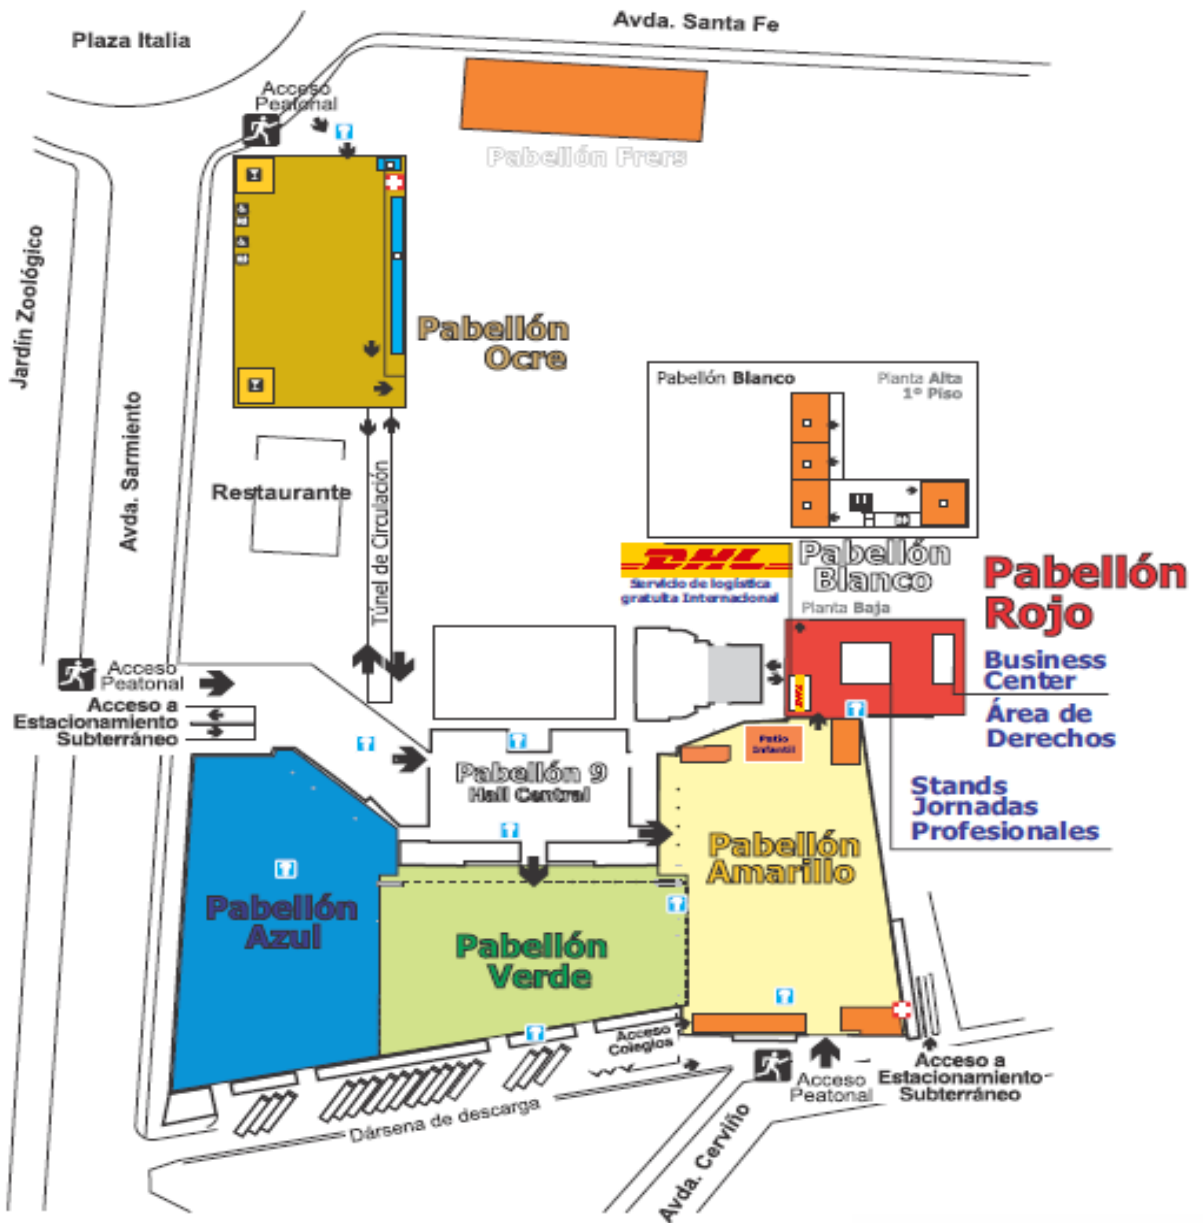 Avda. Santa Fe
Plaza Italia
Acceso
Peatonal
Pabellón Frers
Jardín Zoológico
Pabellón
Ocre
Pabellón Blanco
Planta Alta
1º Piso
Avda. Sarmiento
Restaurante
Túnel de Circulación
DHL
Servicio de logística
gratuita Internacional
Pabellón
Blanco
Planta Baja
Pabellón
Rojo
Business
Center
Área de
Derechos
Acceso
Peatonal
Acceso a
Estacionamiento
Subterráneo
DHL
Patio
Infantil
Pabellón 9
Hall Central
Stands
Jornadas
Profesionales
Pabellón
Amarillo
Pabellón
Azul
Pabellón
Verde
Acceso
Colegios
Acceso
Peatonal
Acceso a
Estacionamiento
Subterráneo
Dársena de descarga
Avda. Cerviño